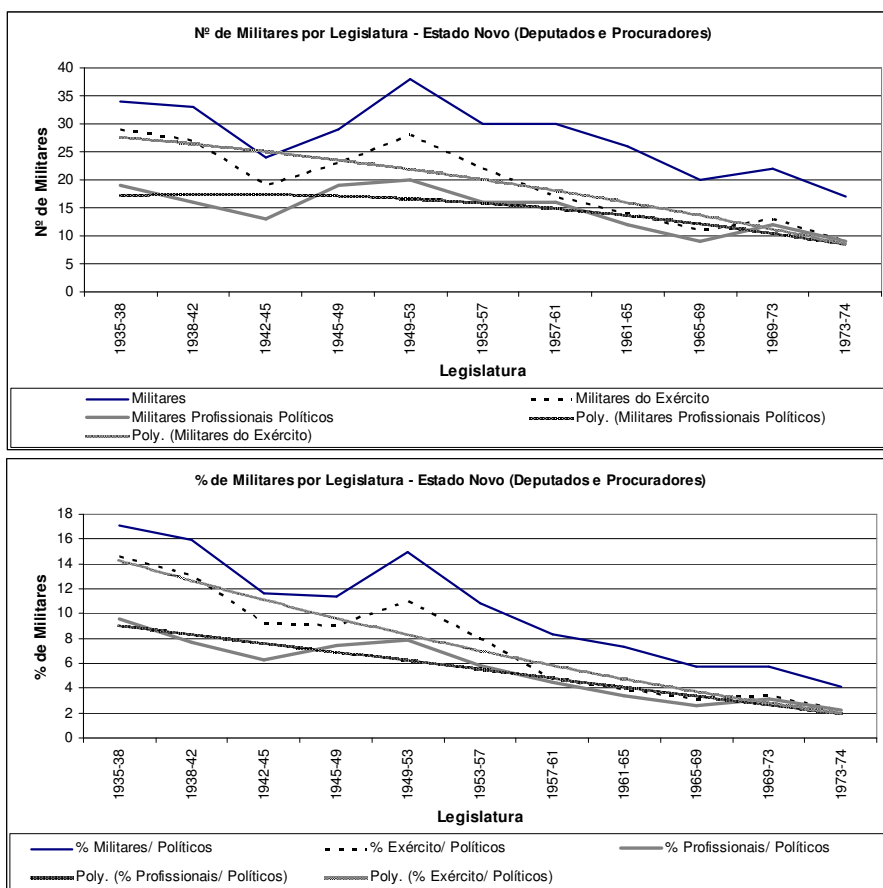 Nº de Militares por Legislatura - Estado Novo (Deputados e Procuradores)
Nº de Militares
40
35
30
25
20
15
10
5
0
1935-38
1938-42
1942-45
1945-49
1949-53
1953-57
1957-61
1961-65
1965-69
1969-73
1973-74
Legislatura
Militares
Militares do Exército
Militares Profissionais Políticos
Poly. (Militares Profissionais Políticos)
Poly. (Militares do Exército)
% de Militares por Legislatura - Estado Novo (Deputados e Procuradores)
% de Militares
18
16
14
12
10
8
6
4
2
0
1935-38
1938-42
1942-45
1945-49
1949-53
1953-57
1957-61
1961-65
1965-69
1969-73
1973-74
Legislatura
% Militares/ Políticos
% Exército/ Políticos
% Profissionais/ Políticos
Poly. (% Profissionais/ Políticos)
Poly. (% Exército/ Políticos)